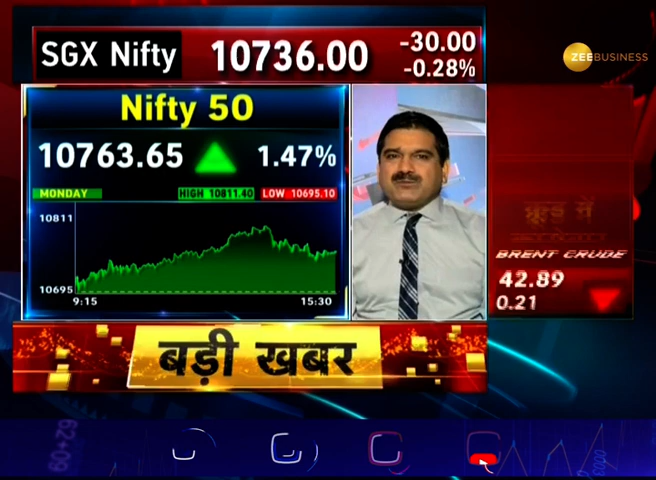 SGX Nifty 10736.00 -30.00
-0.28%
ZEEBUSINESS
Nifty 50
10763.65 1.47%
MONDAY HIGH 10811.40 LOW 10695.10
10811
10695
9:15 15:30
क्रूड में
BRENT CRUDE
42.89
0.21
बड़ी खबर